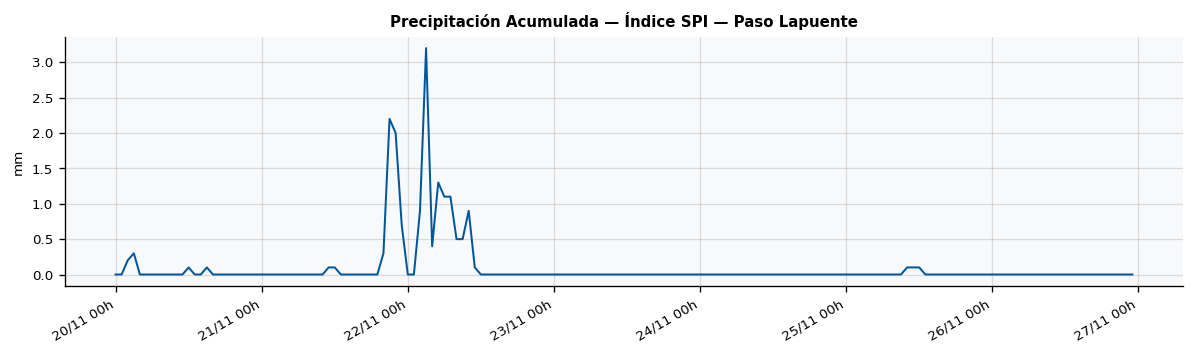 Precipitación Acumulada — Índice SPI — Paso Lapuente
mm
3.0
2.5
2.0
1.5
1.0
0.5
0.0
20/11 00h
21/11 00h
22/11 00h
23/11 00h
24/11 00h
25/11 00h
26/11 00h
27/11 00h